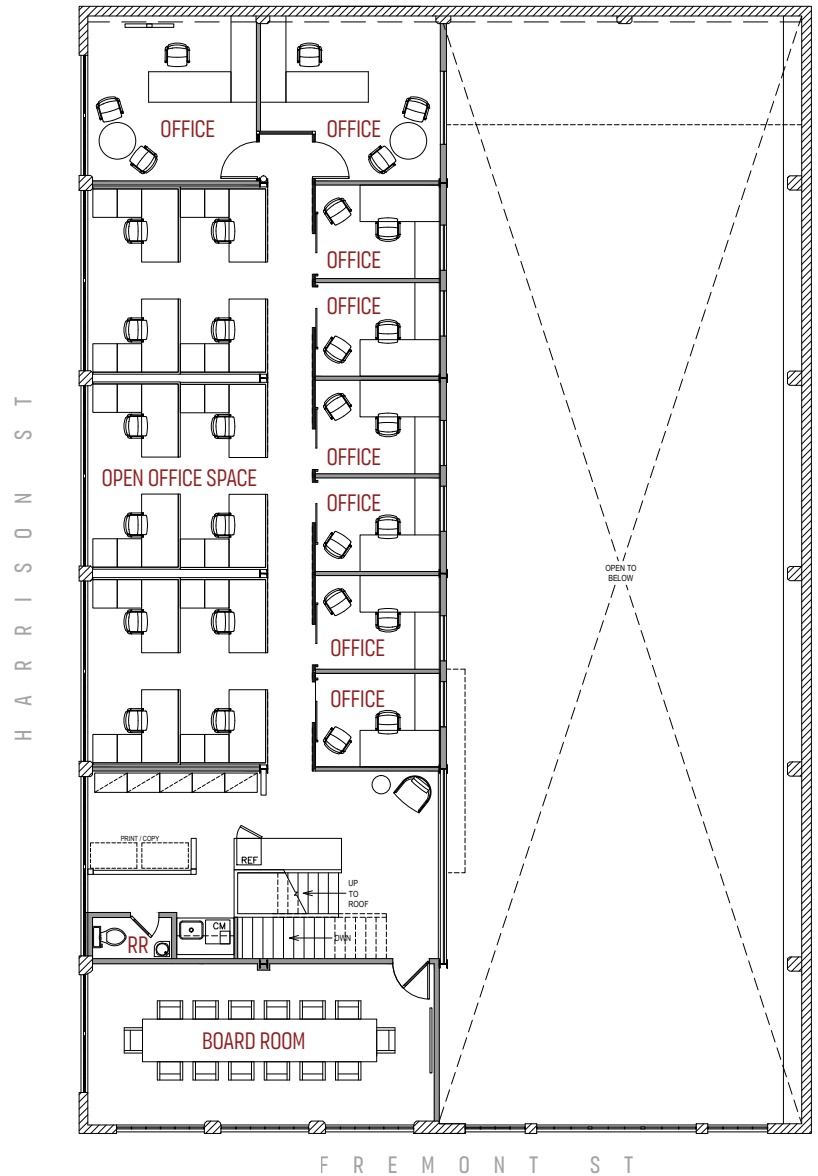 OFFICE
OFFICE
OFFICE
OFFICE
OFFICE
OPEN OFFICE SPACE
OFFICE
OFFICE
OFFICE
OPEN TO
BELOW
HARRISON ST
PRINT / COPY
REF
UP
TO
ROOF
CM
DWN
RR
BOARD ROOM
FREMONT ST